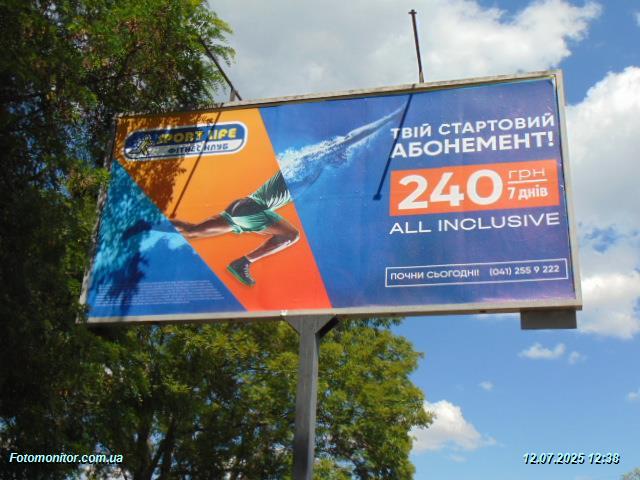 SPORT LIFE
ФІТНЕС КЛУБ
ТВІЙ СТАРТОВИЙ
АБОНЕМЕНТ!
240 ГРН
7 ДНІВ
ALL INCLUSIVE
ПОЧНИ СЬОГОДНІ! (041) 255 9 222
Fotomonitor.com.ua
12.07.2025 12:38